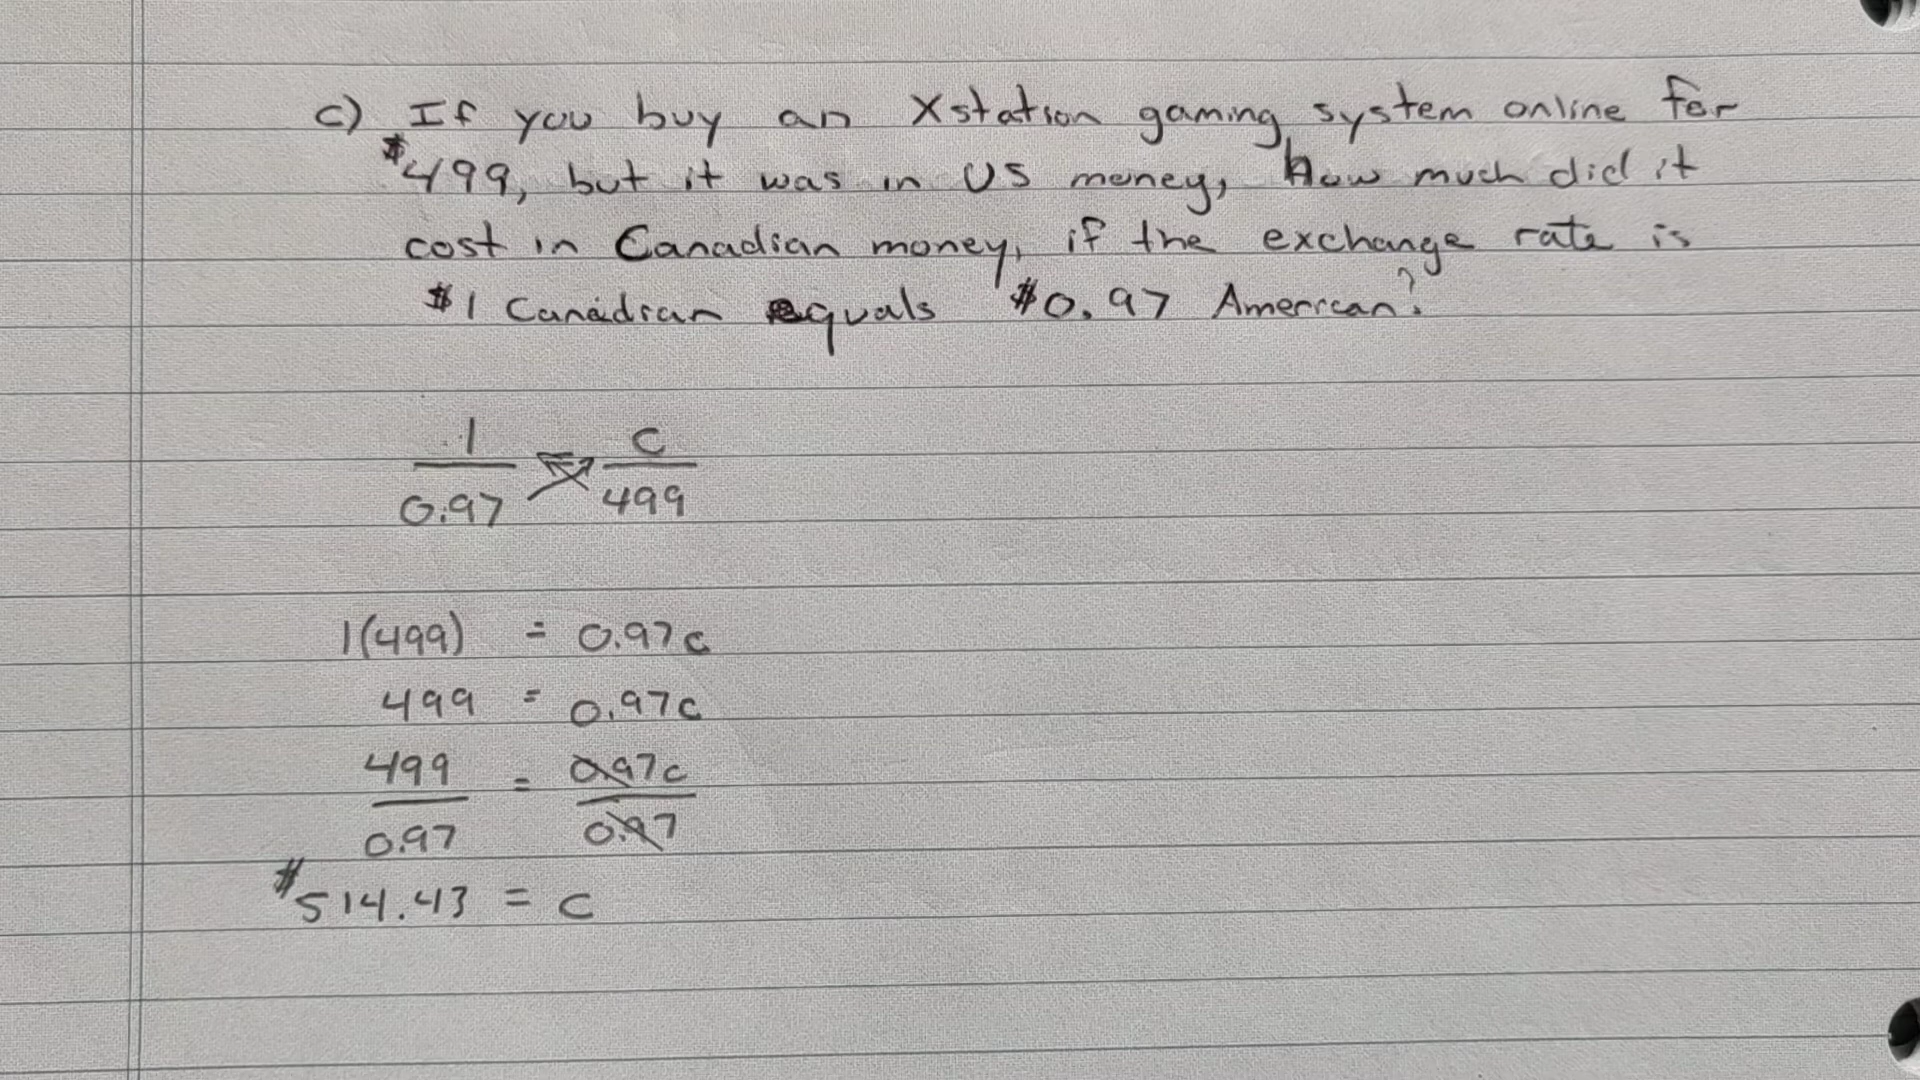 c) If you buy an Xstation gaming system online for
$499, but it was in US money, How much did it
cost in Canadian money, if the exchange rate is
$1 Canadian equals $0.97 American?
1 C
0.97 499
1(499) = 0.97c
499 = 0.97c
499 = 0.97c
0.97 0.97
$514.43 = c